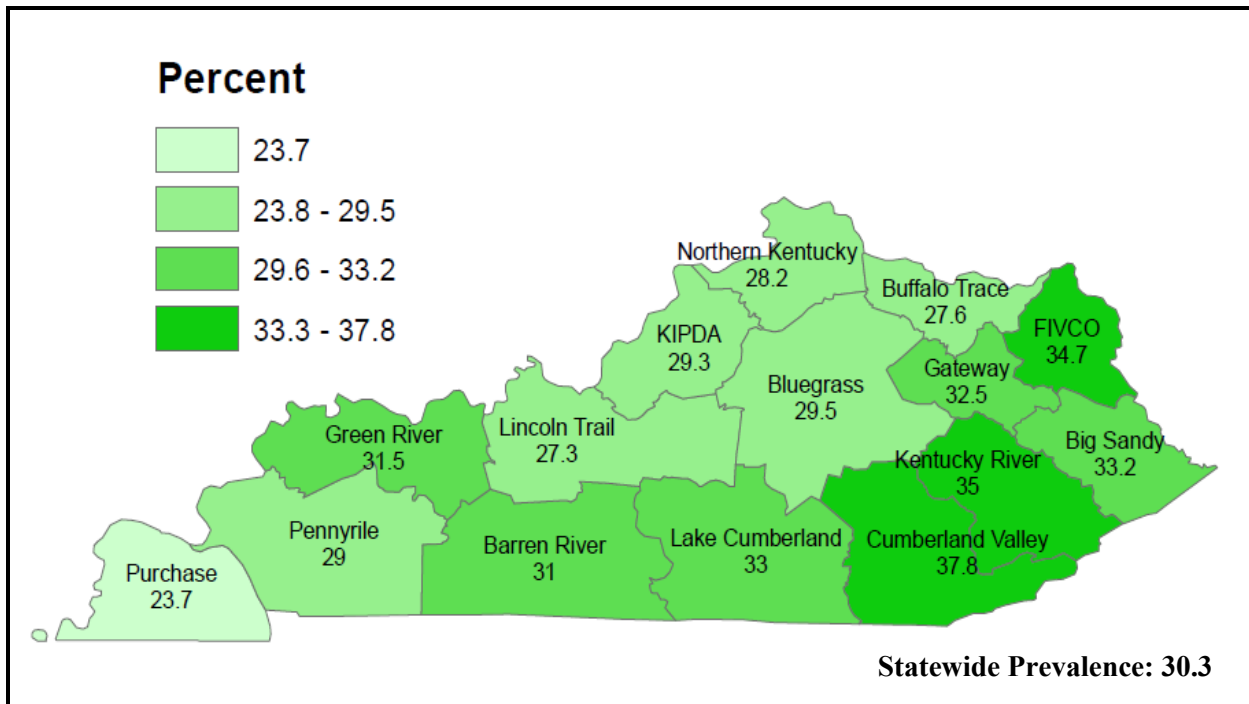 Percent
23.7
23.8 - 29.5
29.6 - 33.2
33.3 - 37.8
Northern Kentucky
28.2
Buffalo Trace
27.6
FIVCO
34.7
KIPDA
29.3
Gateway
32.5
Bluegrass
29.5
Lincoln Trail
27.3
Green River
31.5
Big Sandy
33.2
Kentucky River
35
Pennyrile
29
Barren River
31
Lake Cumberland
33
Cumberland Valley
37.8
Purchase
23.7
Statewide Prevalence: 30.3